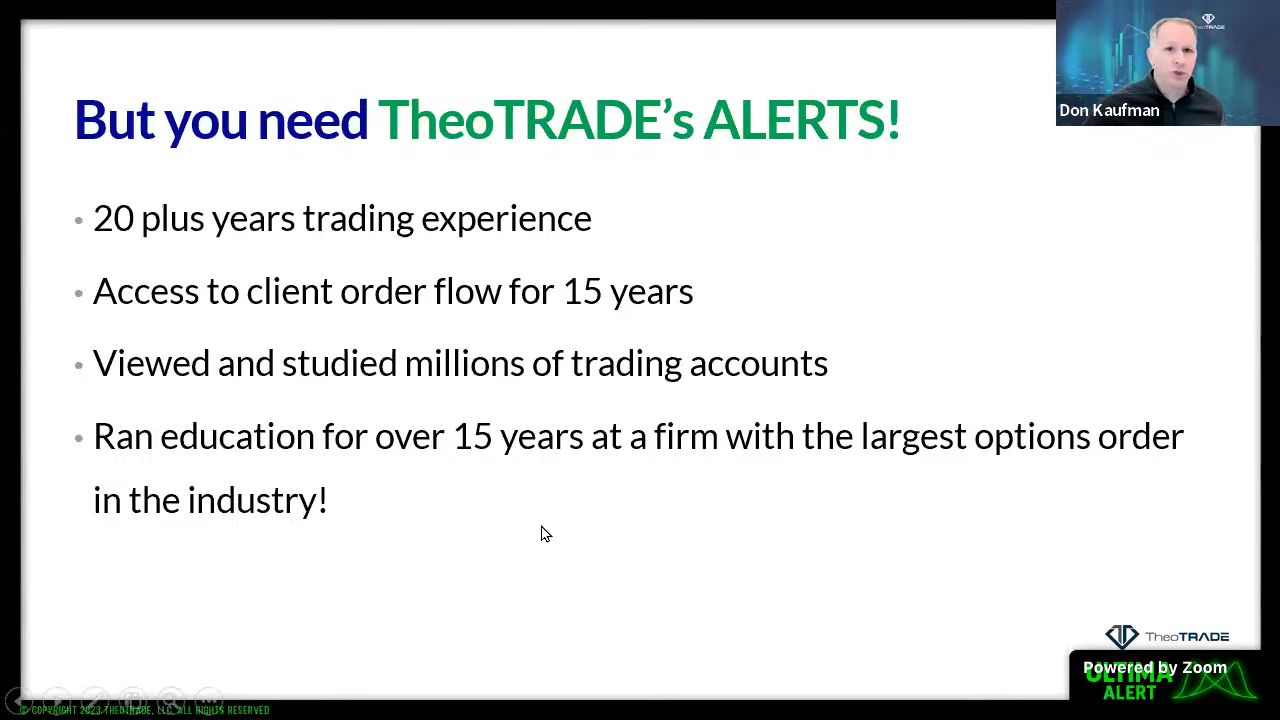 TheoTRADE
Don Kaufman
But you need TheoTRADE's ALERTS!
• 20 plus years trading experience
• Access to client order flow for 15 years
• Viewed and studied millions of trading accounts
• Ran education for over 15 years at a firm with the largest options order
in the industry!
TheoTRADE
Powered by Zoom
ULTIMA
ALERT
© COPYRIGHT 2023 THEOTRADE, LLC. ALL RIGHTS RESERVED